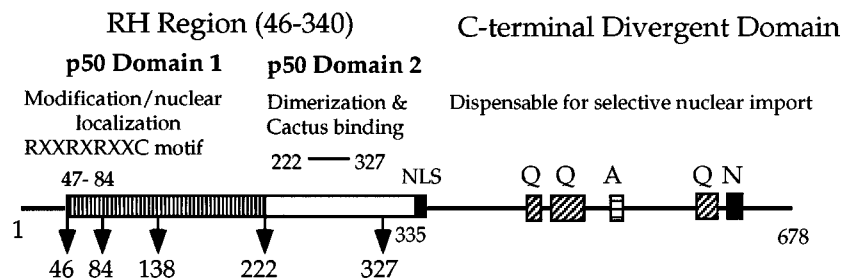 RH Region (46-340)
C-terminal Divergent Domain
p50 Domain 1
p50 Domain 2
Modification/nuclear
localization
RXXRXRXXC motif
Dimerization &
Cactus binding
Dispensable for selective nuclear import
222 327
47- 84
NLS
Q Q A Q N
1
335
678
46 84 138 222 327